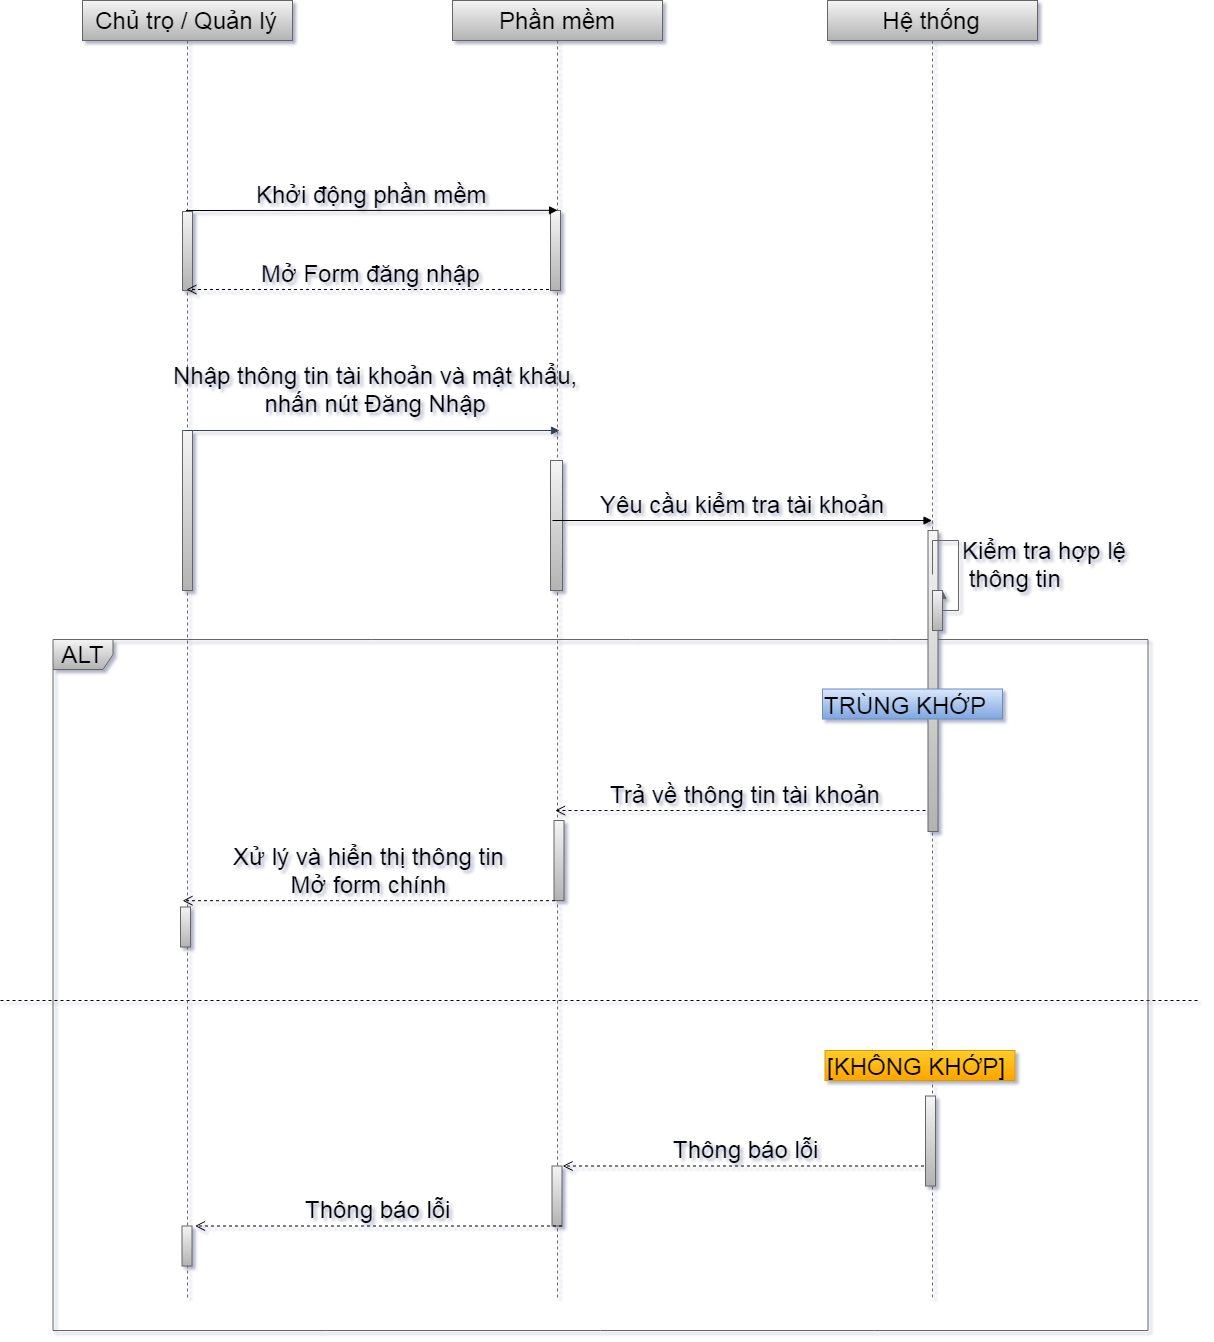 Chủ trọ / Quản lý
Phần mềm
Hệ thống
Khởi động phần mềm
Mở Form đăng nhập
Nhập thông tin tài khoản và mật khẩu,
nhấn nút Đăng Nhập
Yêu cầu kiểm tra tài khoản
Kiểm tra hợp lệ
thông tin
ALT
TRÙNG KHỚP
Trả về thông tin tài khoản
Xử lý và hiển thị thông tin
Mở form chính
[KHÔNG KHỚP]
Thông báo lỗi
Thông báo lỗi